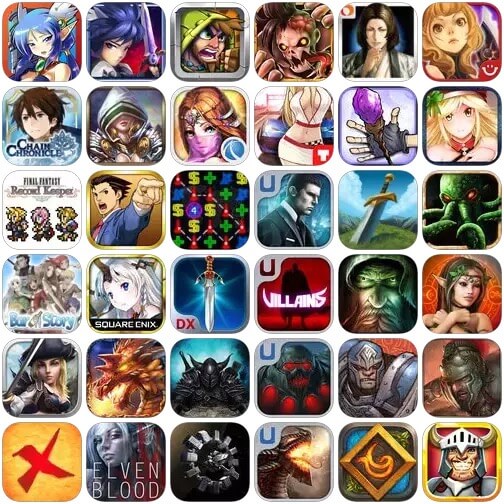 CHAIN
CHRONICLE
T
FINAL FANTASY
Record Keeper
$
$
4
$
$
U
Bar Story
SQUARE ENIX
DX
U
VILLAINS
U
ELVEN
BLOOD
U